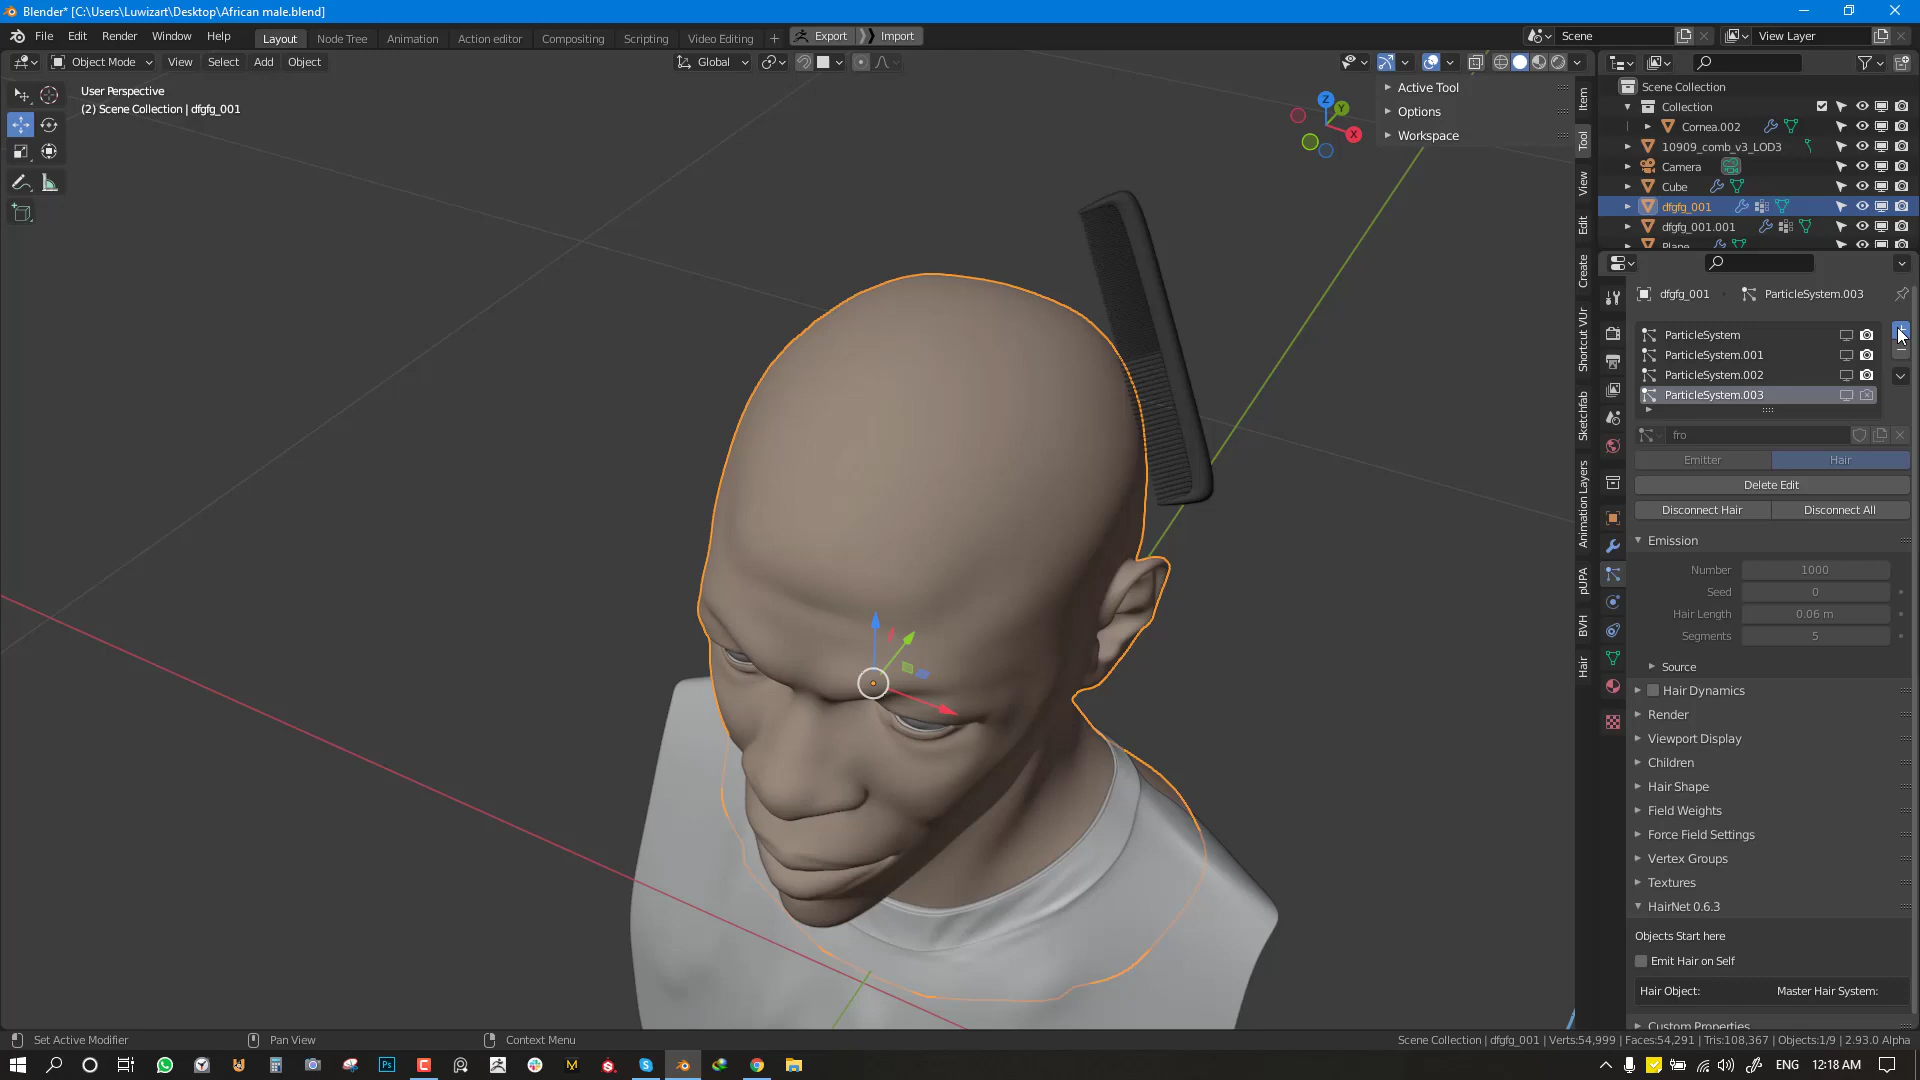 Blender* [C:\Users\Luwizart\Desktop\African male.blend]
File Edit Render Window Help Layout Node Tree Animation Action editor Compositing Scripting Video Editing + Export Import Scene View Layer
Object Mode View Select Add Object Global
User Perspective
(2) Scene Collection | dfgfg_001
Z
Y
X
Active Tool
Options
Workspace
Item
Tool
View
Edit
Create
Shortcut VUr
Sketchfab
Animation Layers
pUPA
BVH
Hair
Scene Collection
Collection
Cornea.002
10909_comb_v3_LOD3
Camera
Cube
dfgfg_001
dfgfg_001.001
Plane
dfgfg_001 ParticleSystem.003
ParticleSystem
ParticleSystem.001
ParticleSystem.002
ParticleSystem.003
fro
Emitter Hair
Delete Edit
Disconnect Hair Disconnect All
Emission
Number 1000
Seed 0
Hair Length 0.06 m
Segments 5
Source
Hair Dynamics
Render
Viewport Display
Children
Hair Shape
Field Weights
Force Field Settings
Vertex Groups
Textures
HairNet 0.6.3
Objects Start here
Emit Hair on Self
Hair Object: Master Hair System:
Custom Properties
Set Active Modifier Pan View Context Menu Scene Collection | dfgfg_001 | Verts:54,999 | Faces:54,291 | Tris:108,367 | Objects:1/9 | 2.93.0 Alpha
ENG 12:18 AM